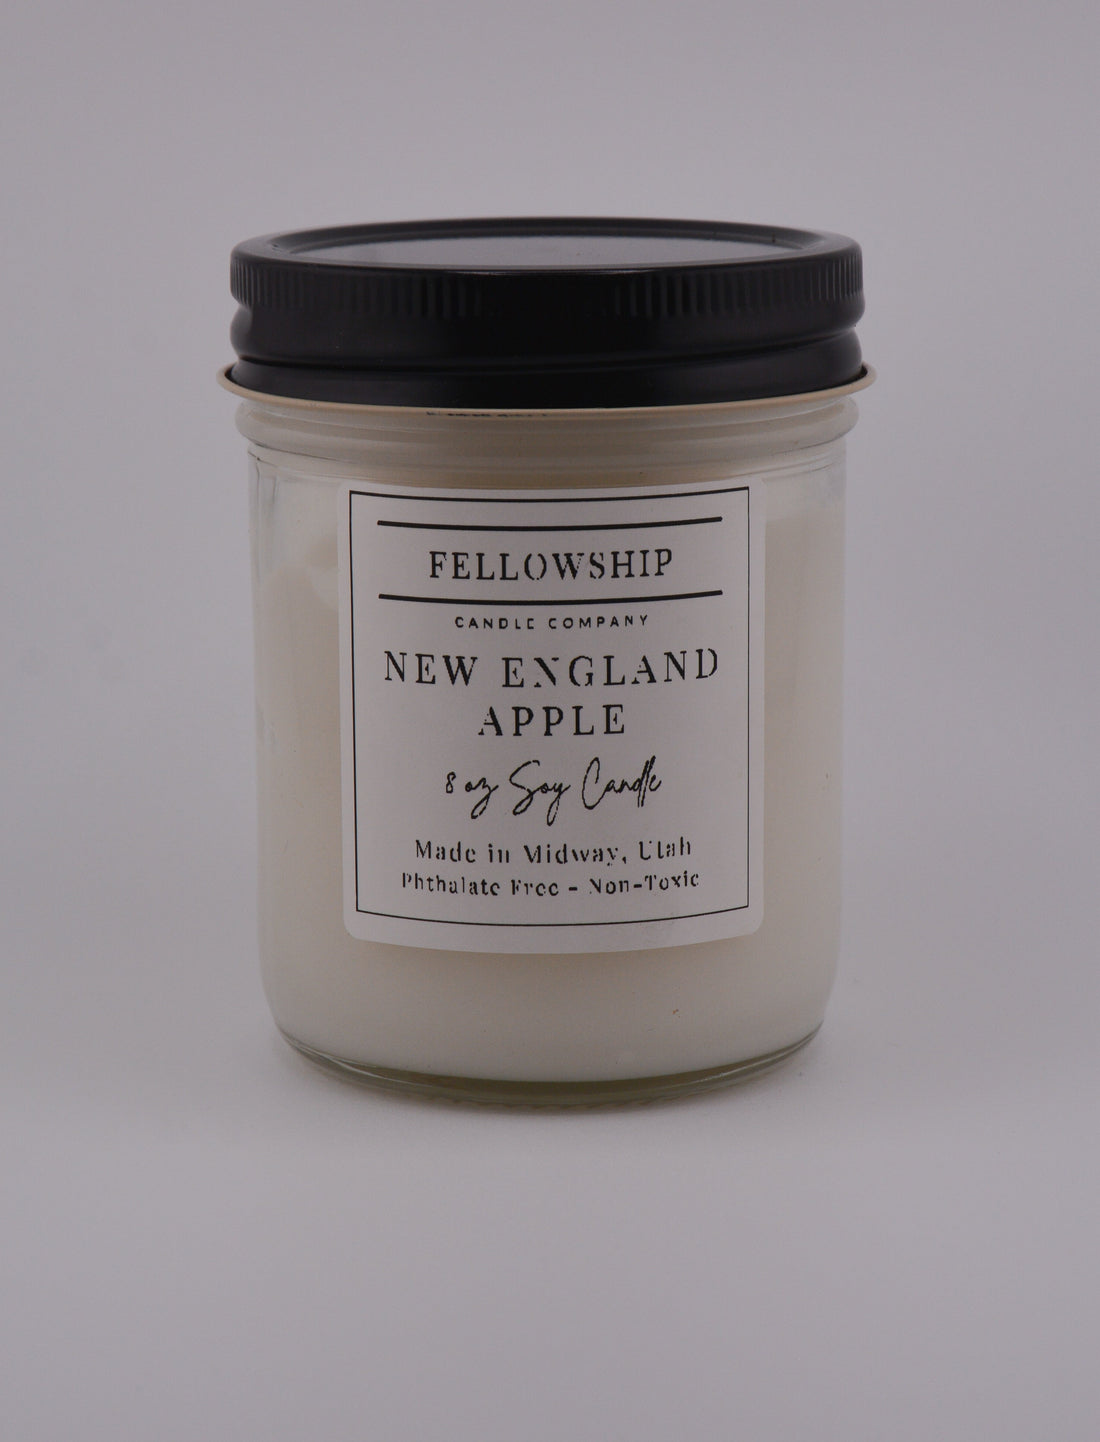 FELLOWSHIP
CANDLE COMPANY
NEW ENGLAND
APPLE
8 oz Soy Candle
Made in Midway, Utah
Phthalate Free - Non-Toxic